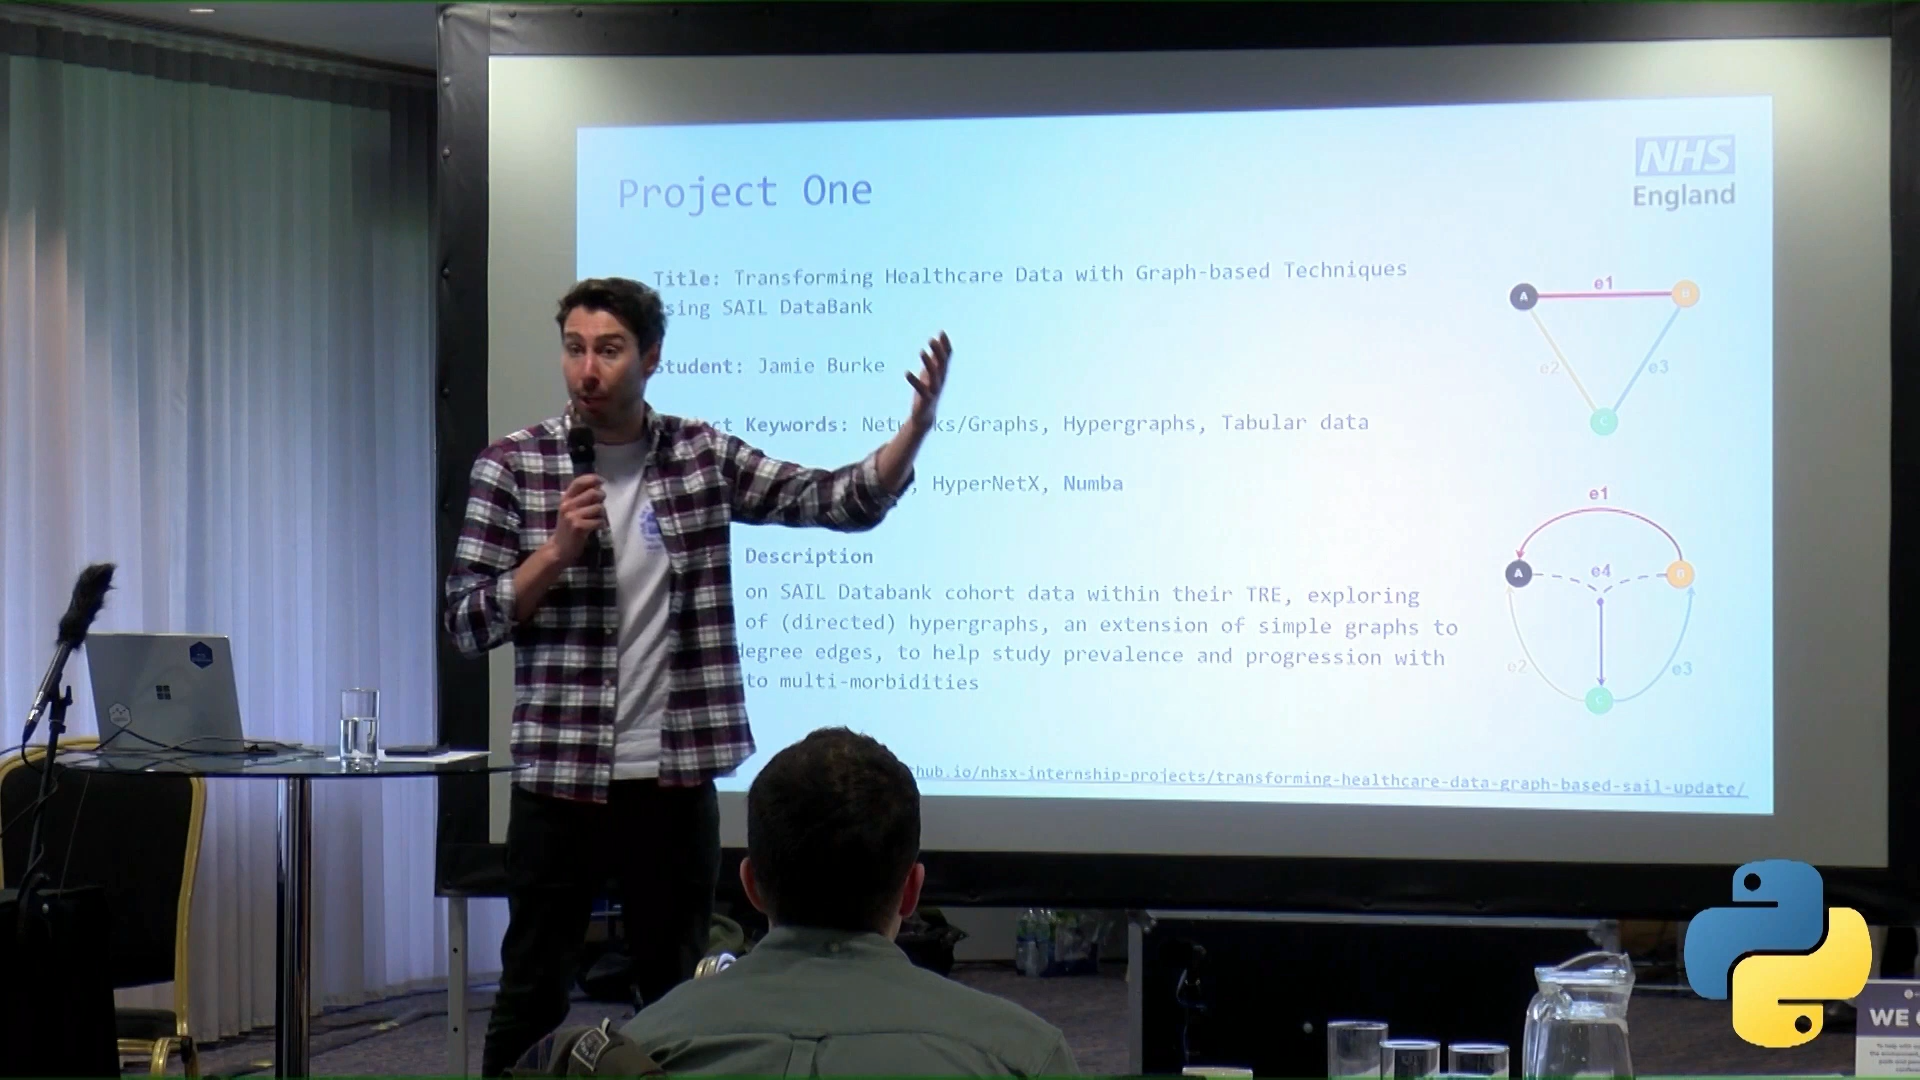 Project One
NHS
England
Title: Transforming Healthcare Data with Graph-based Techniques
sing SAIL DataBank
Student: Jamie Burke
ct Keywords: Net ks/Graphs, Hypergraphs, Tabular data
, HyperNetX, Numba
Description
on SAIL Databank cohort data within their TRE, exploring
of (directed) hypergraphs, an extension of simple graphs to
degree edges, to help study prevalence and progression with
to multi-morbidities
hub.io/nhsx-internship-projects/transforming-healthcare-data-graph-based-sail-update/
A
e1
B
e2
e3
C
e1
A
e4
B
e2
e3
C
WE